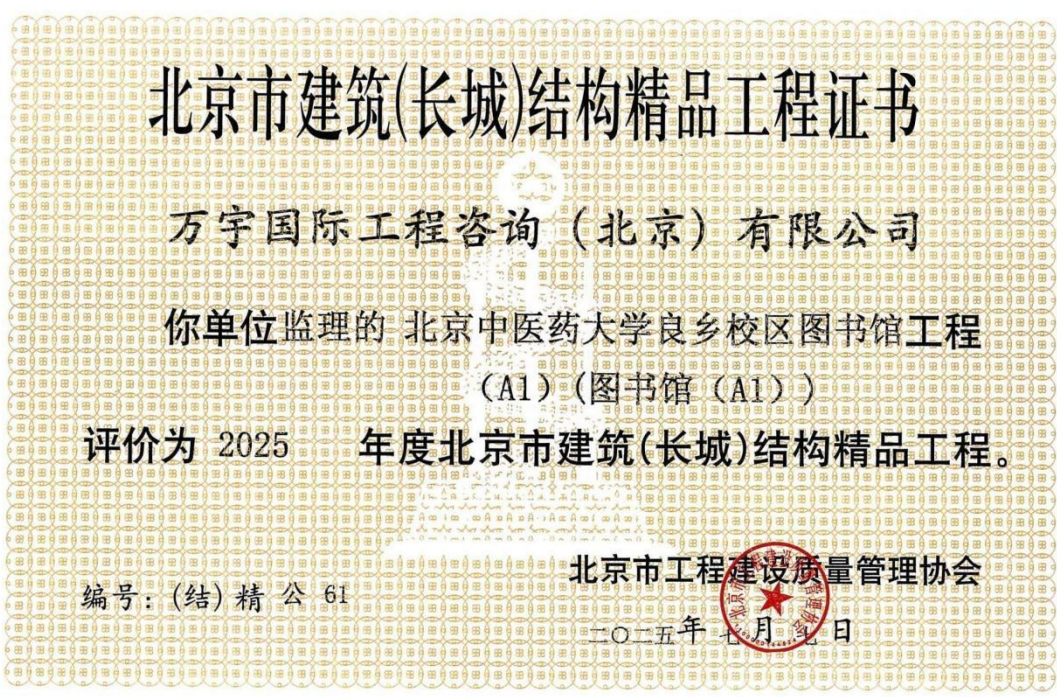 北京市建筑(长城)结构精品工程证书
万宇国际工程咨询（北京）有限公司
你单位监理的 北京中医药大学良乡校区图书馆工程
（A1）(图书馆（A1）)
评价为 2025 年度北京市建筑(长城)结构精品工程。
北京市工程建设质量管理协会
编号：(结)精 公 61
二〇二五年 七月 七日